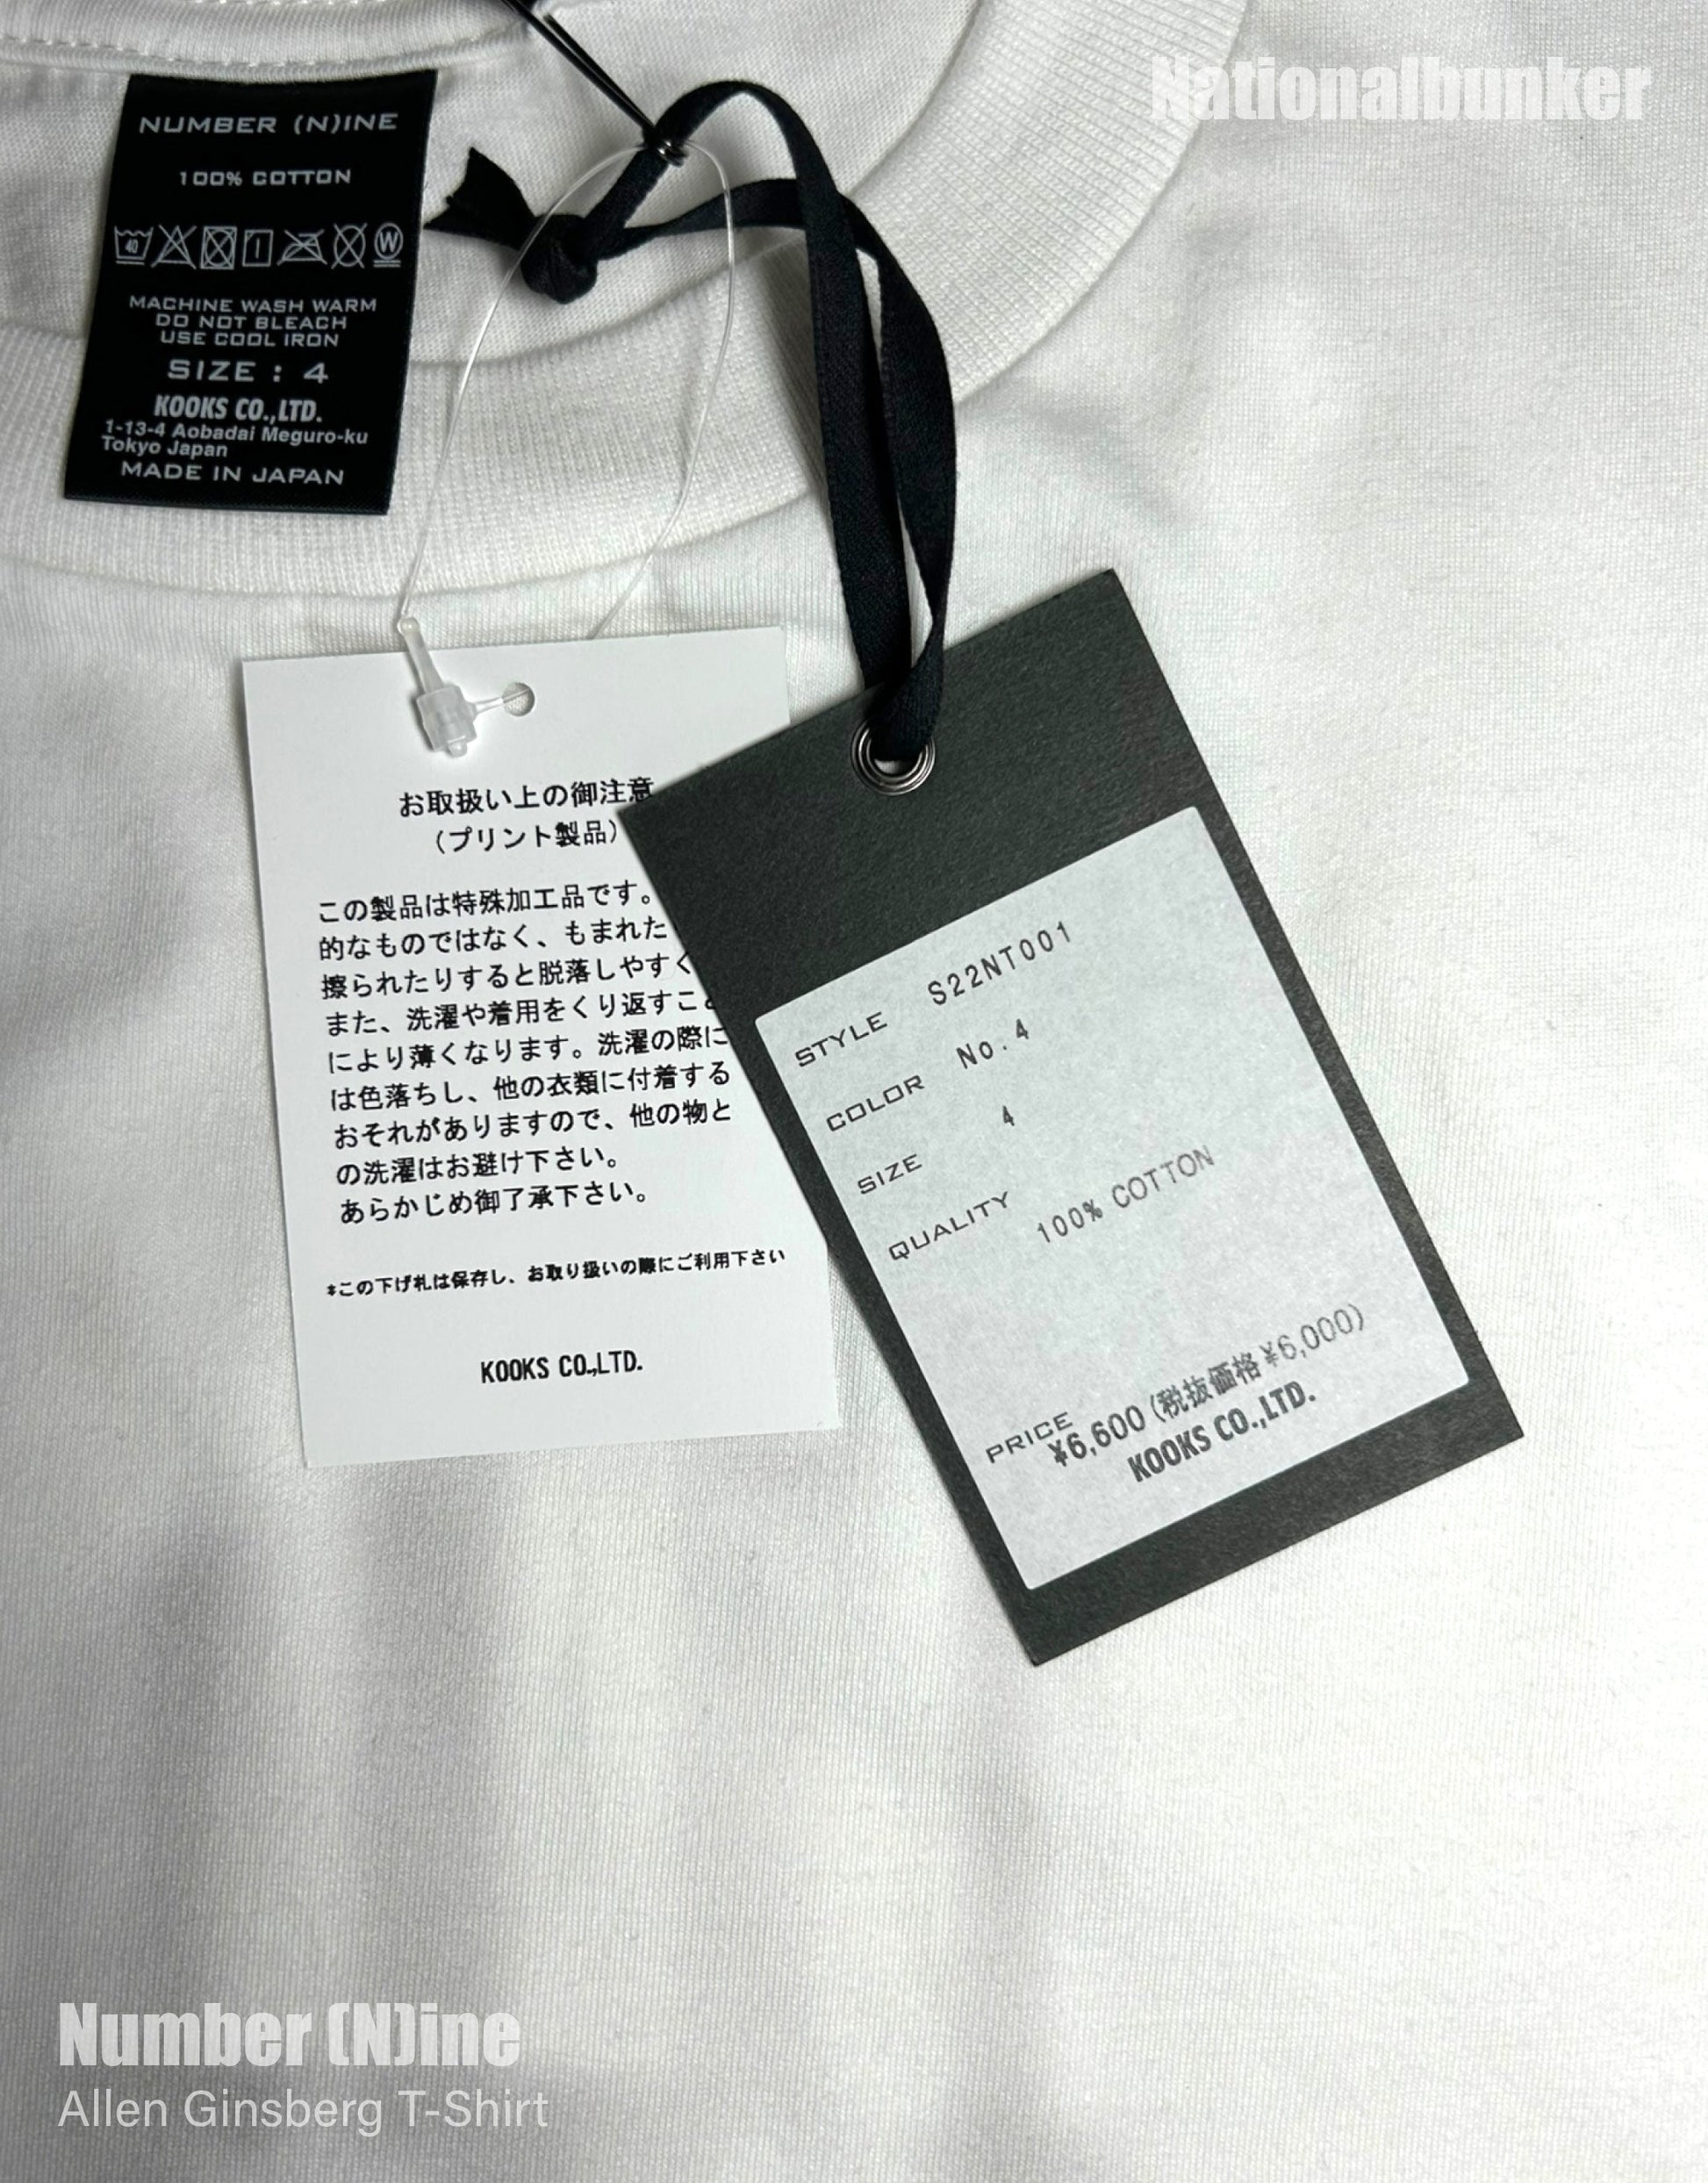 Nationalbunker
NUMBER (N)INE
100% COTTON
40
W
MACHINE WASH WARM
DO NOT BLEACH
USE COOL IRON
SIZE : 4
KOOKS CO.,LTD.
1-13-4 Aobadai Meguro-ku
Tokyo Japan
MADE IN JAPAN
お取扱い上の御注意
(プリント製品)
この製品は特殊加工品です。
的なものではなく、もまれた
擦られたりすると脱落しやすく
また、洗濯や着用をくり返すこと
により薄くなります。洗濯の際に
は色落ちし、他の衣類に付着する
おそれがありますので、他の物と
の洗濯はお避け下さい。
あらかじめ御了承下さい。
*この下げ札は保存し、お取り扱いの際にご利用下さい
KOOKS CO.,LTD.
STYLE S22NT001
COLOR No.4
SIZE 4
QUALITY 100% COTTON
PRICE
¥6,600(税抜価格¥6,000)
KOOKS CO.,LTD.
Number (N)ine
Allen Ginsberg T-Shirt